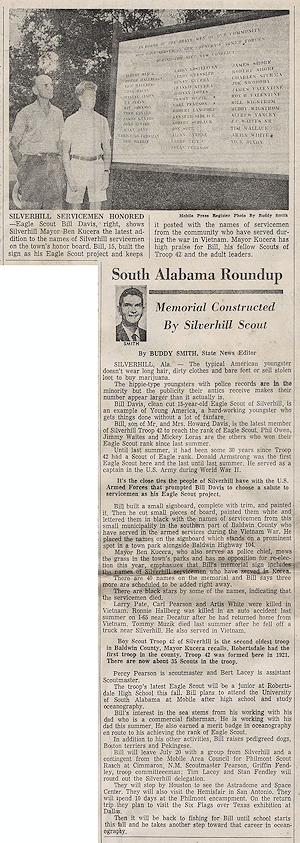 SILVERHILL SERVICEMEN HONORED
—Eagle Scout Bill Davis, right, shows
Silverhill Mayor Ben Kucera the latest ad-
dition to the names of Silverhill servicemen
on the town's honor board. Bill, 15, built the
sign as his Eagle Scout project and keeps
Mobile Press Register Photo By Buddy Smith
it posted with the names of servicemen
from the community who have served dur-
ing the war in Vietnam. Mayor Kucera has
high praise for Bill, his fellow Scouts of
Troop 42 and the adult leaders.
South Alabama Roundup
SMITH
Memorial Constructed
By Silverhill Scout
By BUDDY SMITH, State News Editor
SILVERHILL, Ala. — The typical American youngster
doesn't wear long hair, dirty clothes and bare feet or sell stolen
loot to buy marijuana.
The hippie-type youngsters with police records are in the
minority but the publicity their antics receive makes their
number appear larger than it actually is.
Bill Davis, clean cut 15-year-old Eagle Scout of Silverhill, is
an example of Young America, a hard-working youngster who
gets things done without a lot of fanfare.
Bill, son of Mr. and Mrs. Howard Davis, is the latest member
of Silverhill Troop 42 to reach the rank of Eagle Scout. Phil Owen,
Jimmy Waites and Mickey Loras are the others who won their
Eagle Scout rank since last summer.
Until last summer, it had been some 30 years since Troop
42 had a Scout of Eagle rank. Donald Armstrong was the first
Eagle Scout here and the last until last summer. He served as a
captain in the U.S. Army during World War II.
It's the close ties the people of Silverhill have with the U.S.
Armed Forces that prompted Bill Davis to choose a salute to
servicemen as his Eagle Scout project.
Bill built a small signboard, complete with trim, and painted
it. Then he cut small pieces of board, painted them white and
lettered them in black with the names of servicemen from this
small municipality in the southern part of Baldwin County who
have served in the armed services during the Vietnam War. He
placed the names on the signboard which stands on a prominent
spot in a town park alongside Baldwin Highway 104.
Mayor Ben Kucera, who also serves as police chief, mows
the grass in the town's parks and has no opposition for re-elec-
tion this year, emphasizes that Bill's memorial sign includes
the names of Silverhill servicemen who have served in Korea.
There are 40 names on the memorial and Bill says three
more are scheduled to be added right away.
There are black stars by some of the names, indicating that
the servicemen died.
Larry Pate, Carl Pearson and Artis White were killed in
Vietnam. Ronnie Hallberg was killed in an auto accident last
summer on I-65 near Decatur after he had returned home from
Vietnam. Tommy Mazik died last summer after he fell off a
truck near Silverhill. He also served in Vietnam.
Boy Scout Troop 42 of Silverhill is the second oldest troop
in Baldwin County, Mayor Kucera recalls. Robertsdale had the
first troop in the county. Troop 42 was formed here in 1921.
There are now about 35 Scouts in the troop.
Percy Pearson is scoutmaster and Bert Lacey is assistant
Scoutmaster.
The troop's latest Eagle Scout will be a junior at Roberts-
dale High School this fall. Bill plans to attend the University
of South Alabama at Mobile after high school and study
oceanography.
Bill's interest in the sea stems from his working with his
dad who is a commercial fisherman. He is working with his
dad this summer. He also earned a merit badge in oceanography
en route to his achieving the rank of Eagle Scout.
In addition to his other activities, Bill raises pedigreed dogs,
Boston terriers and Pekingese.
Bill will leave July 20 with a group from Silverhill and a
contingent from the Mobile Area Council for Philmont Scout
Ranch at Cimmaron, N.M. Scoutmaster Pearson, Griffin Fend-
ley, troop committeeman; Tim Lacey and Stan Fendley will
round out the Silverhill delegation.
They will stop by Houston to see the Astrodome and Space
Center. They will also visit the Hemisfair in San Antonio. They
will spend 10 days at the Philmont encampment. On the return
trip they plan to visit the Six Flags over Texas exhibition at
Dallas.
Then it will be back to fishing for Bill until school starts
this fall and he takes another step toward that career in ocean-
ography.